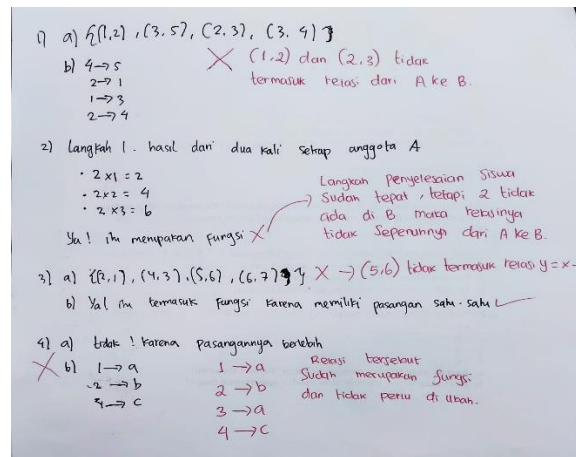 1) a) {(1,2), (3,5), (2,3), (3,4)}
X (1,2) dan (2,3) tidak
termasuk relasi dari A ke B.
b) 4→5
2→1
1→3
2→4
2) Langkah 1. hasil dari dua kali setiap anggota A
• 2×1 = 2
• 2×2 = 4
• 2×3 = 6
Ya! ini merupakan fungsi X
Langkah Penyelesaian Siswa
Sudah tepat, tetapi 2 tidak
ada di B maka relasinya
tidak Sepenuhnya dari A ke B.
3) a) {(2,1), (4,3), (5,6), (6,7)} X → (5,6) tidak termasuk relasi y=x-
b) Ya! ini termasuk fungsi karena memiliki pasangan satu-satu ✓
4) a) tidak! karena pasangannya berlebih
X b) 1→a
2→b
4→c
1→a
2→b
3→a
4→c
Relasi tersebut
Sudah merupakan fungsi
dan tidak perlu di ubah.